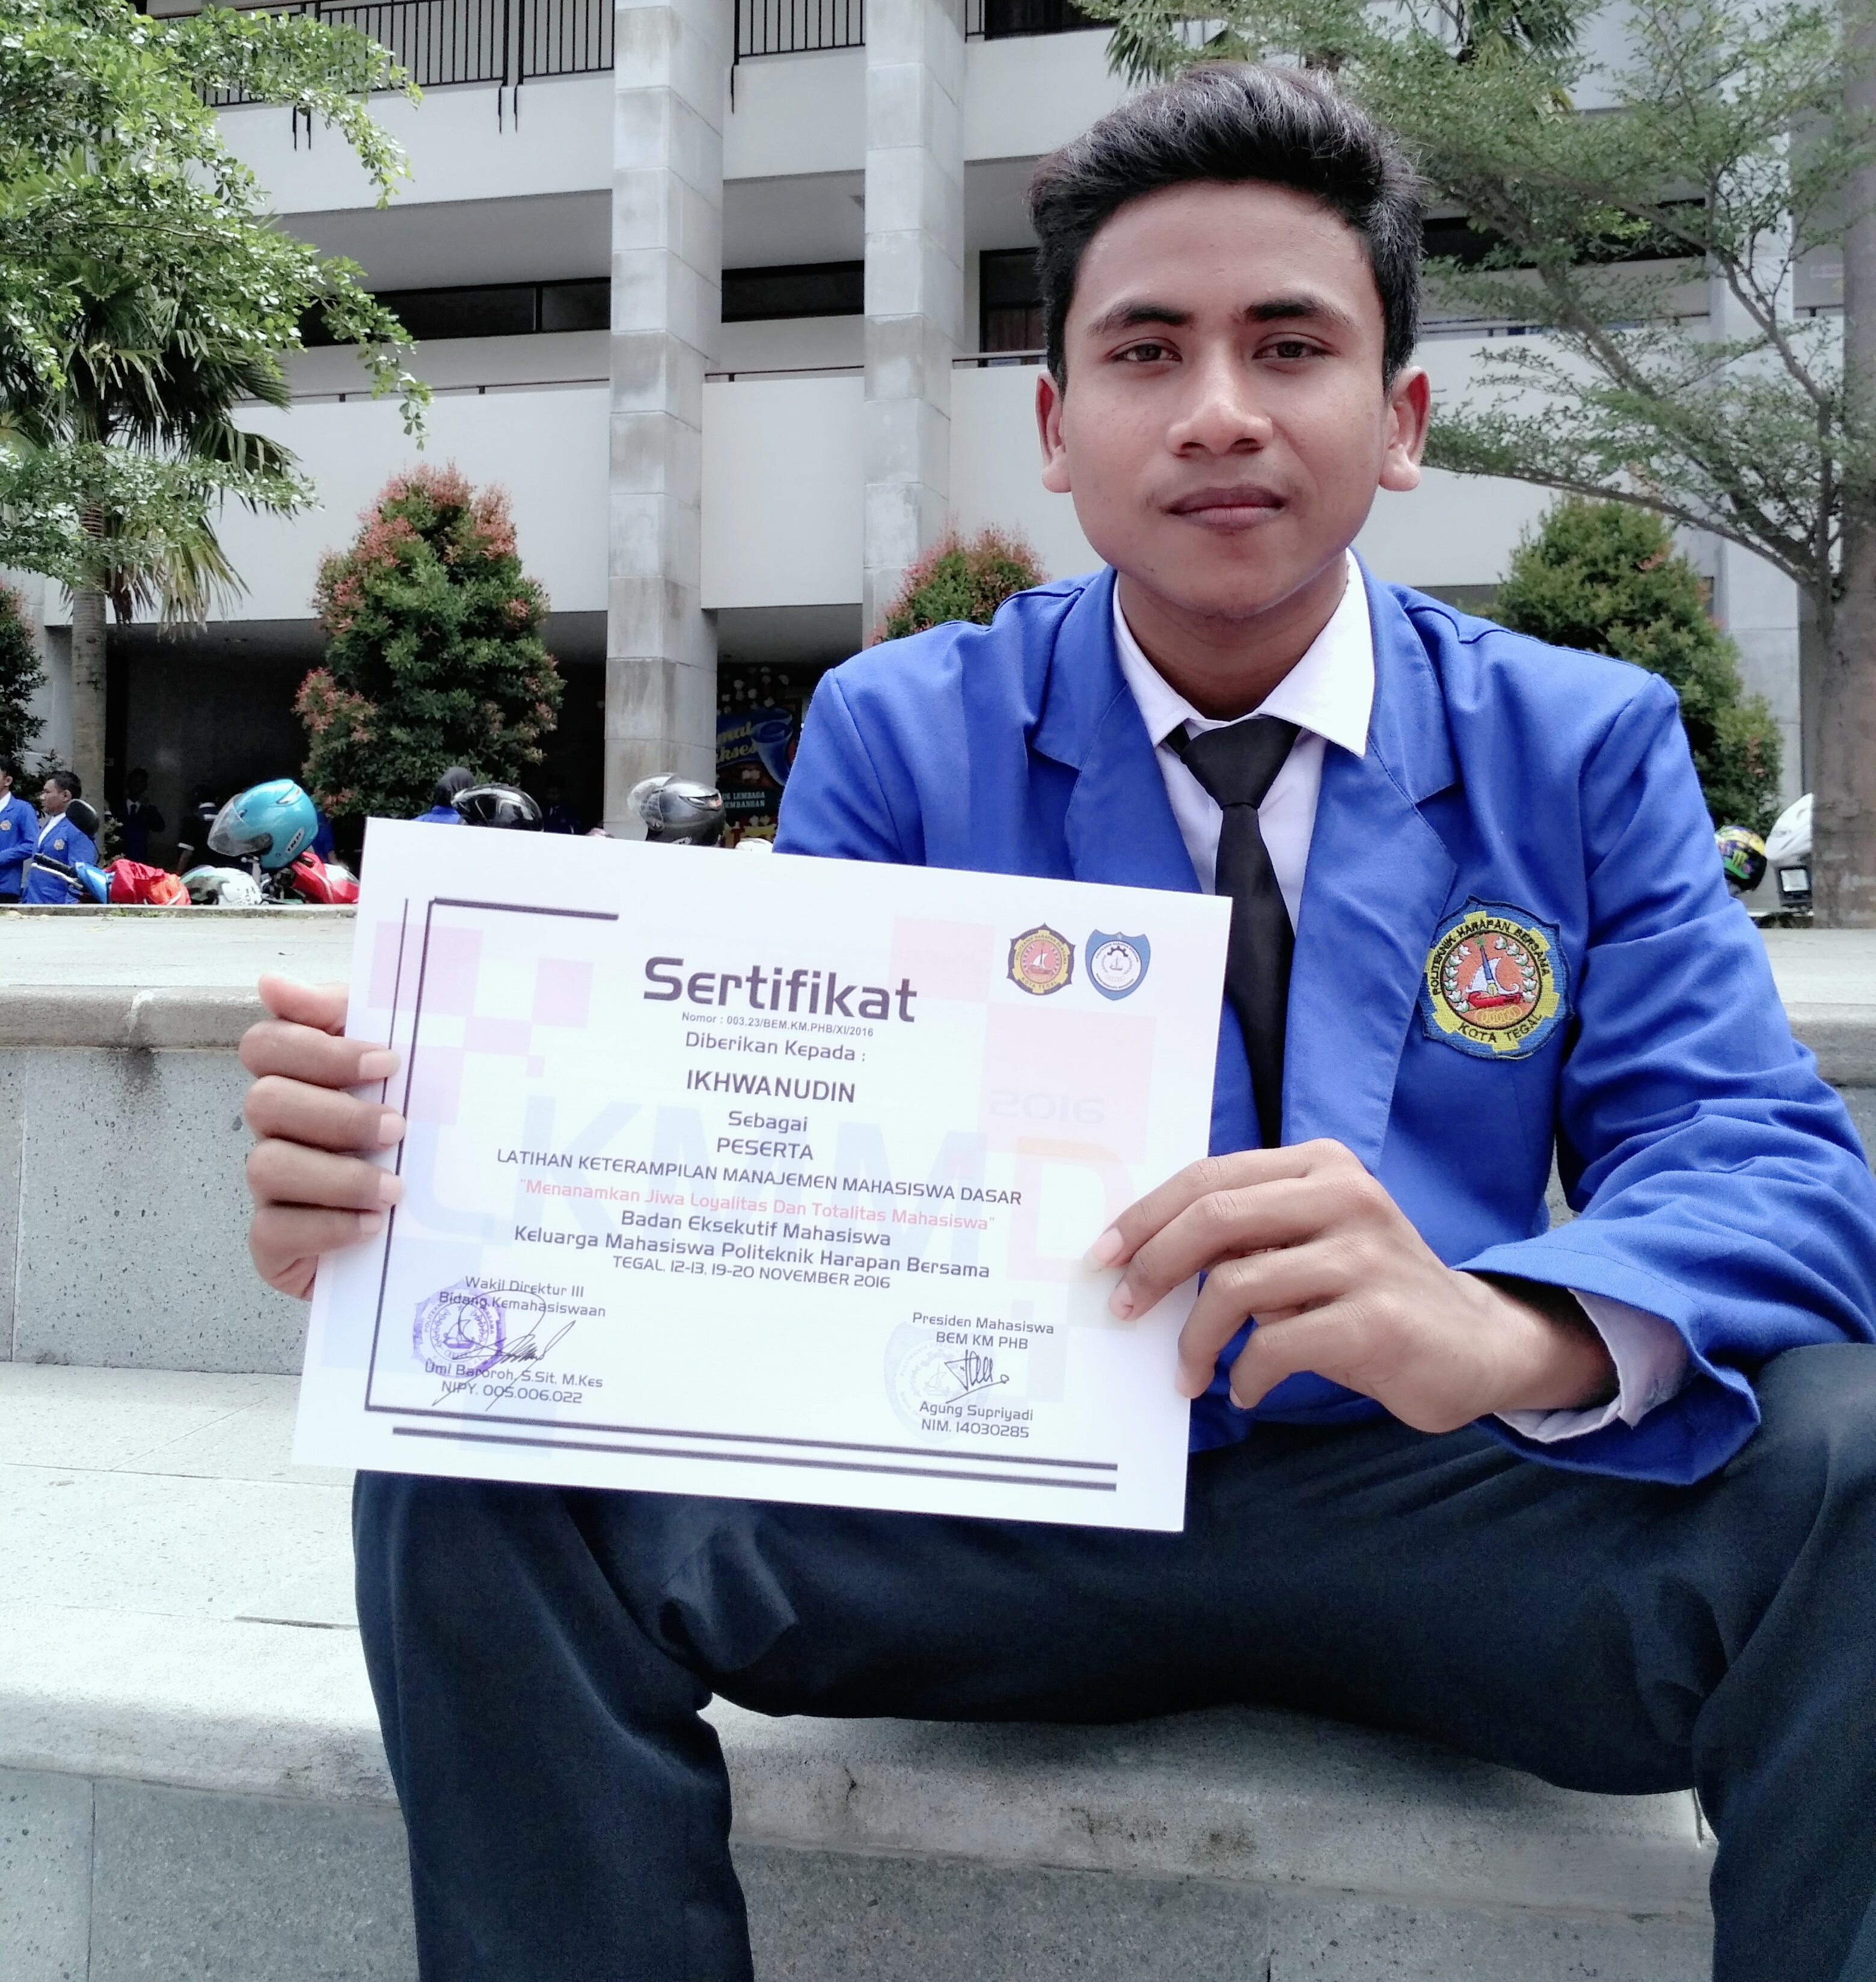 Sertifikat
Nomor : 003.23/BEM.KM.PHB/XI/2016
Diberikan Kepada :
IKHWANUDIN
Sebagai
PESERTA
LATIHAN KETERAMPILAN MANAJEMEN MAHASISWA DASAR
"Menanamkan Jiwa Loyalitas Dan Totalitas Mahasiswa"
Badan Eksekutif Mahasiswa
Keluarga Mahasiswa Politeknik Harapan Bersama
TEGAL, 12-13, 19-20 NOVEMBER 2016
Wakil Direktur III
Bidang Kemahasiswaan
Umi Baroroh, S.Sit. M.Kes
NIPY. 005.006.022
Presiden Mahasiswa
BEM KM PHB
Agung Supriyadi
NIM. 14030285
LKMMD
2016
POLITEKNIK HARAPAN BERSAMA
KOTA TEGAL
KOTA TEGAL
LEMBAGA